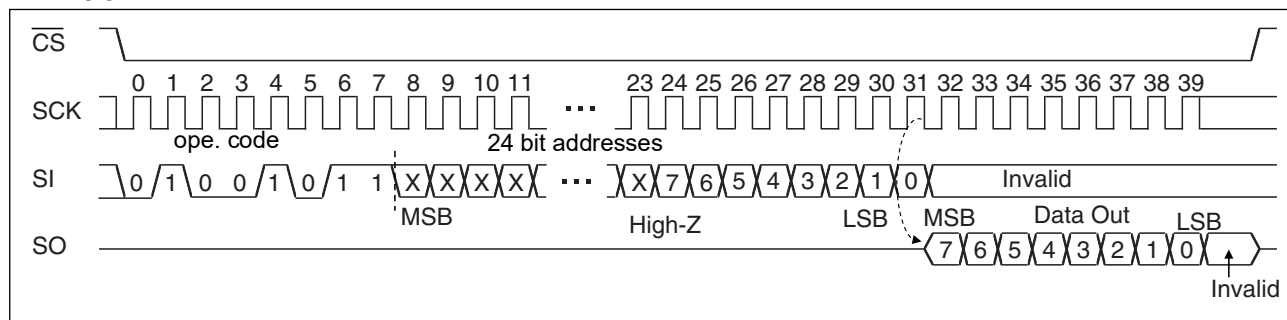 CS
0 1 2 3 4 5 6 7 8 9 10 11 23 24 25 26 27 28 29 30 31 32 33 34 35 36 37 38 39
SCK ...
ope. code 24 bit addresses
SI 0 1 0 0 1 0 1 1 X X X X ... X 7 6 5 4 3 2 1 0 Invalid
MSB High-Z LSB MSB Data Out LSB
SO 7 6 5 4 3 2 1 0
Invalid